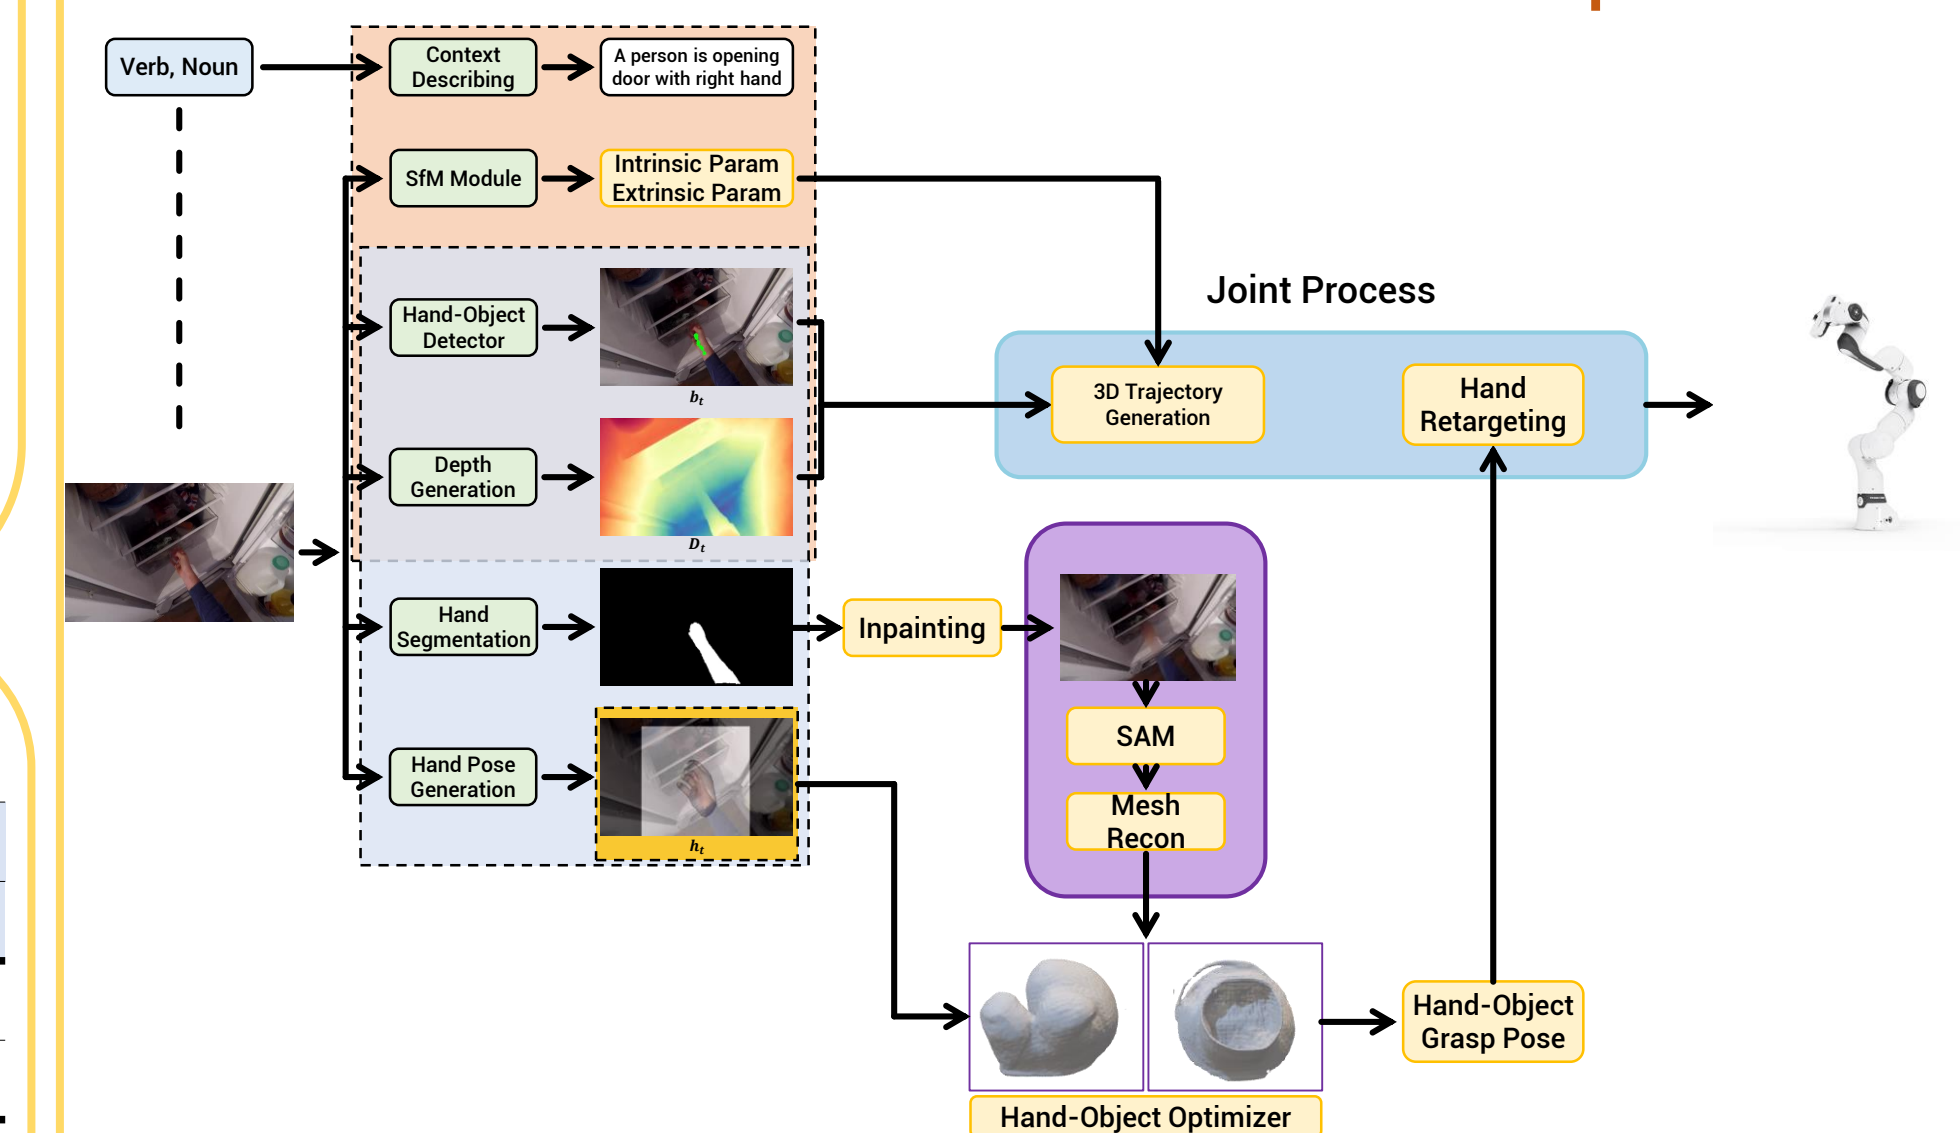 Verb, Noun
Context
Describing
A person is opening
door with right hand
SfM Module
Intrinsic Param
Extrinsic Param
Hand-Object
Detector
b_t
Depth
Generation
D_t
Joint Process
3D Trajectory
Generation
Hand
Retargeting
Hand
Segmentation
Inpainting
SAM
Mesh
Recon
Hand Pose
Generation
h_t
Hand-Object
Grasp Pose
Hand-Object Optimizer